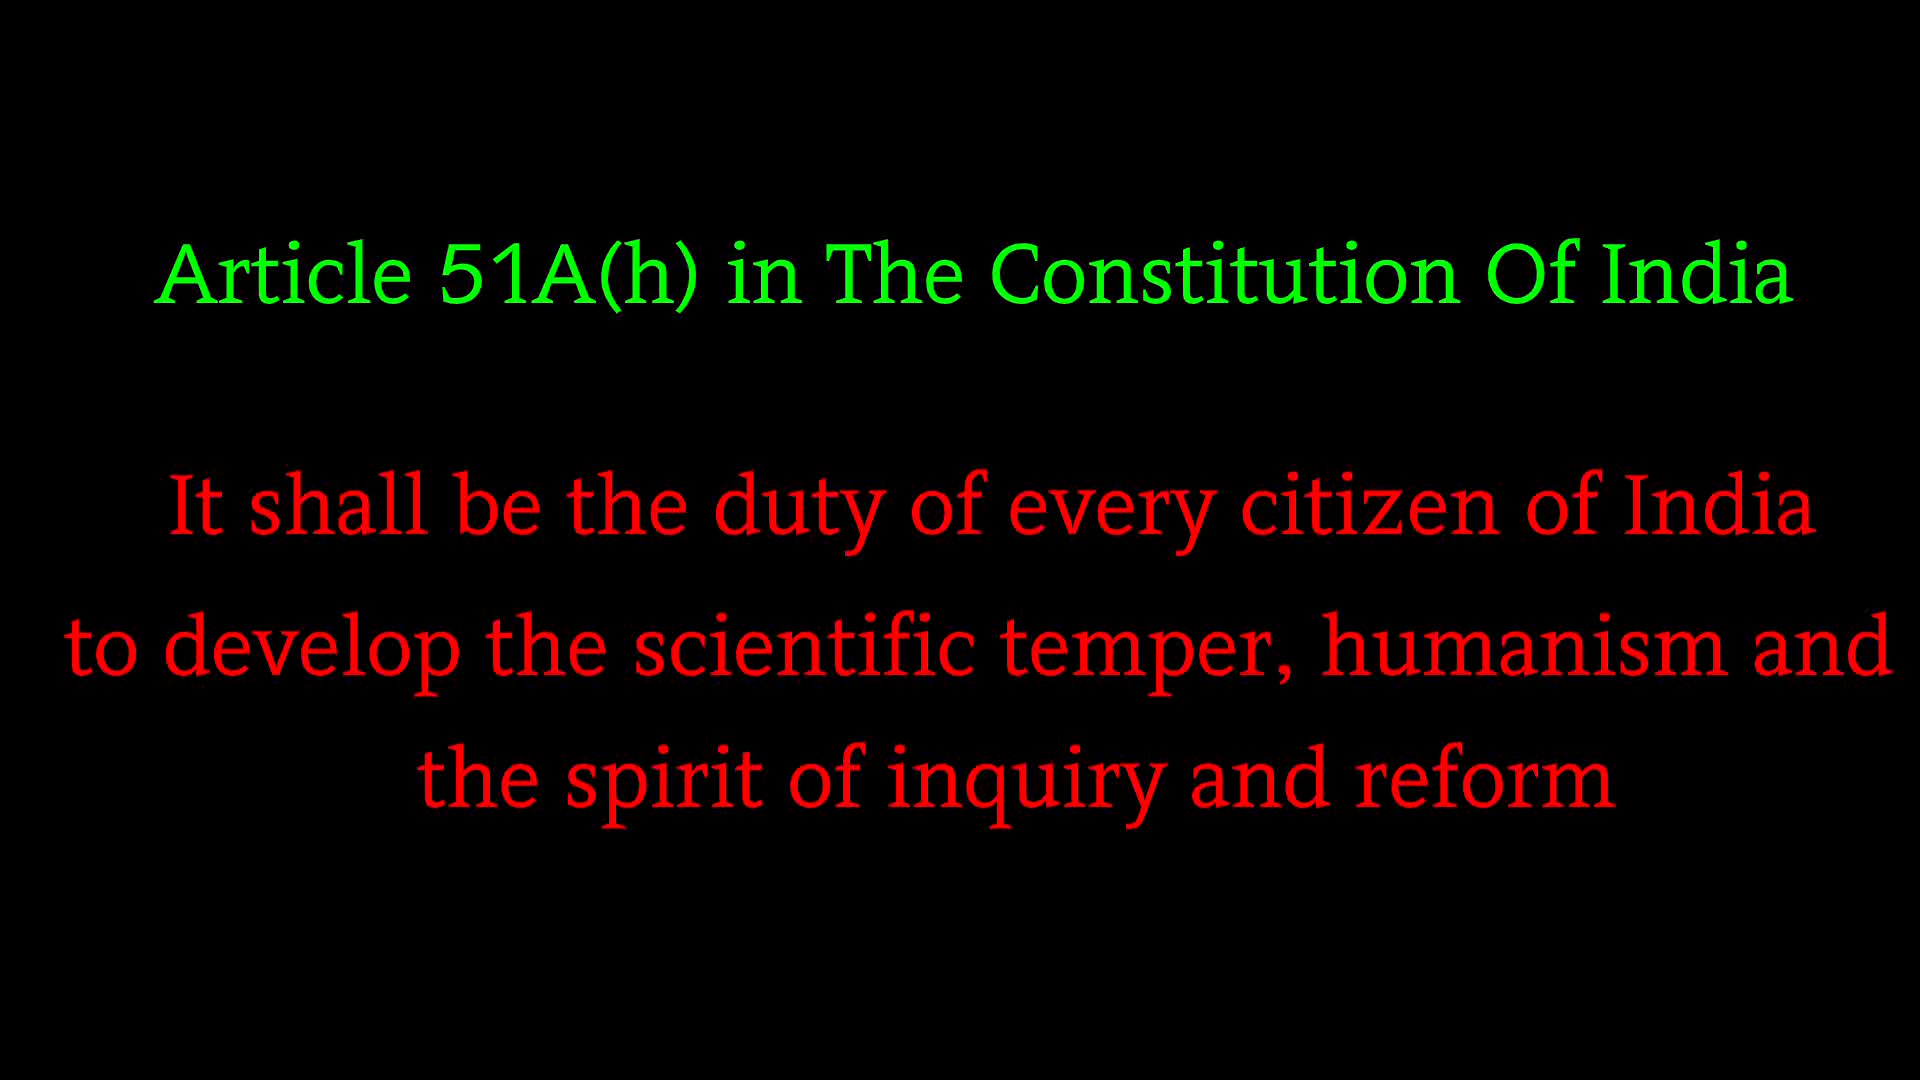 Article 51A(h) in The Constitution Of India
It shall be the duty of every citizen of India
to develop the scientific temper, humanism and
the spirit of inquiry and reform